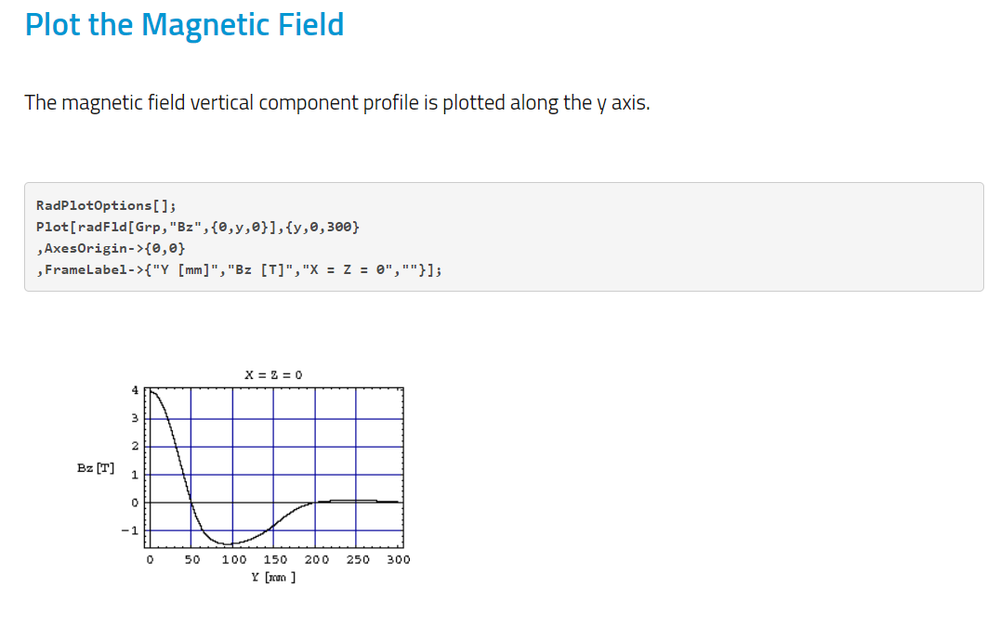 Plot the Magnetic Field
The magnetic field vertical component profile is plotted along the y axis.
RadPlotOptions[];
Plot[radFld[Grp,"Bz",{0,y,0}],{y,0,300}
,AxesOrigin->{0,0}
,FrameLabel->{"Y [mm]","Bz [T]","X = Z = 0",""}];
X = Z = 0
4
3
2
Bz [T]
1
0
-1
0 50 100 150 200 250 300
Y [mm ]